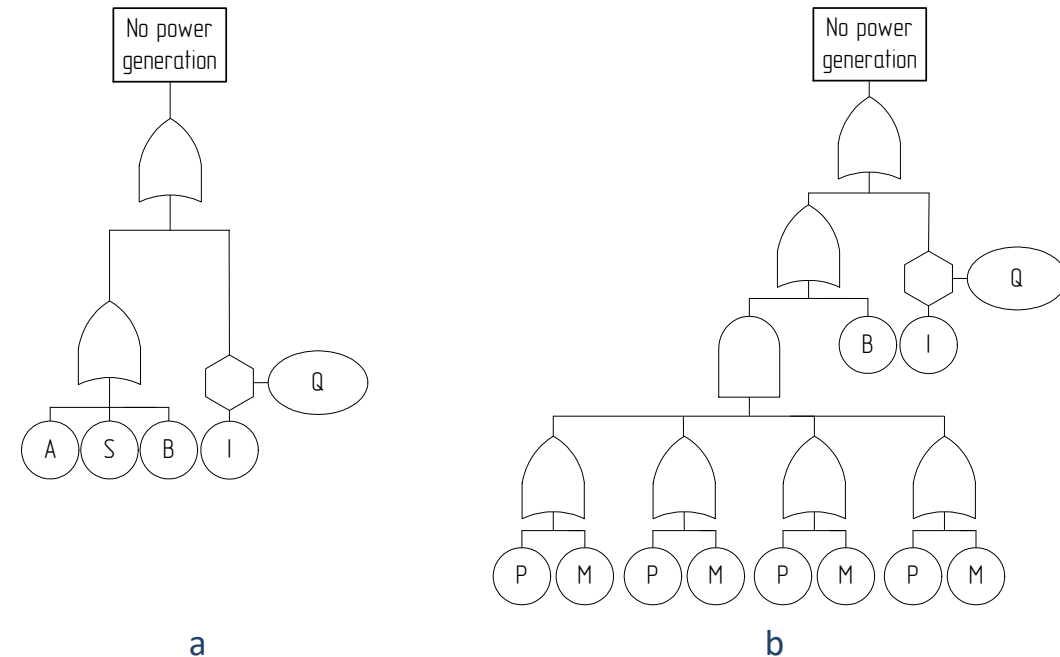 No power
generation
Q
A S B I
a
No power
generation
Q
B I
P M P M P M P M
b